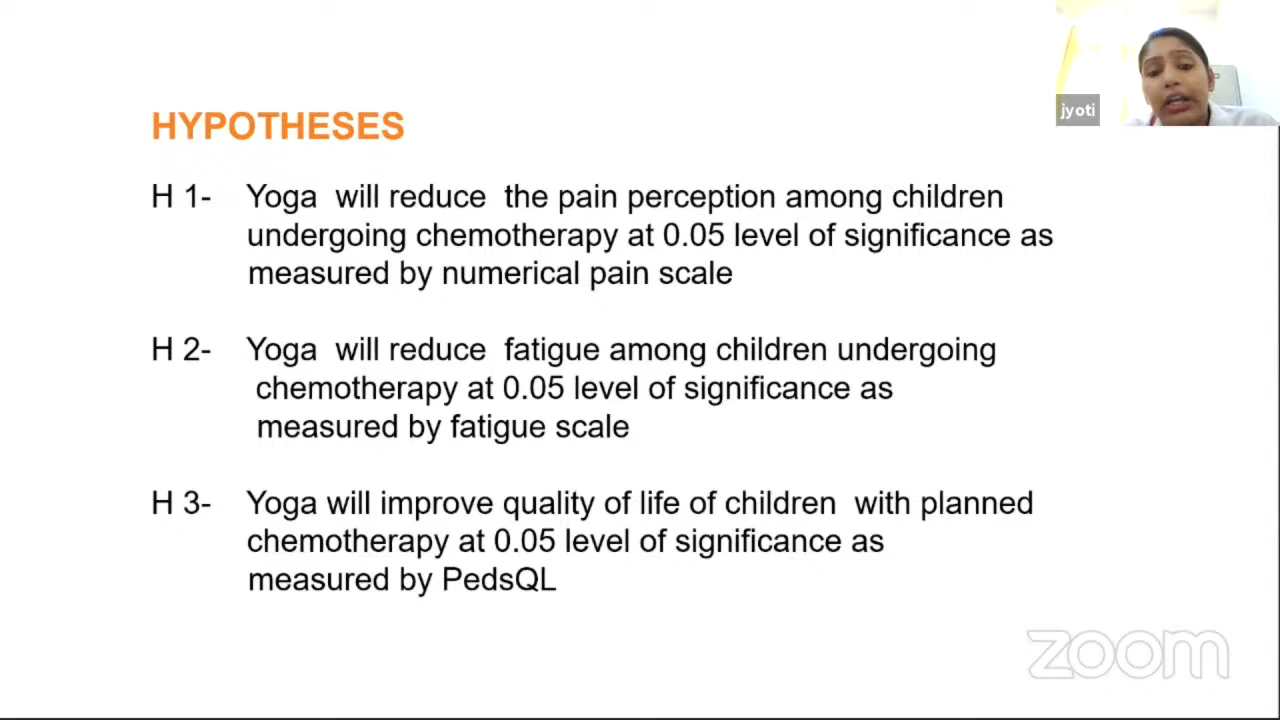 jyoti
HYPOTHESES
H 1- Yoga will reduce the pain perception among children
undergoing chemotherapy at 0.05 level of significance as
measured by numerical pain scale
H 2- Yoga will reduce fatigue among children undergoing
chemotherapy at 0.05 level of significance as
measured by fatigue scale
H 3- Yoga will improve quality of life of children with planned
chemotherapy at 0.05 level of significance as
measured by PedsQL
zoom